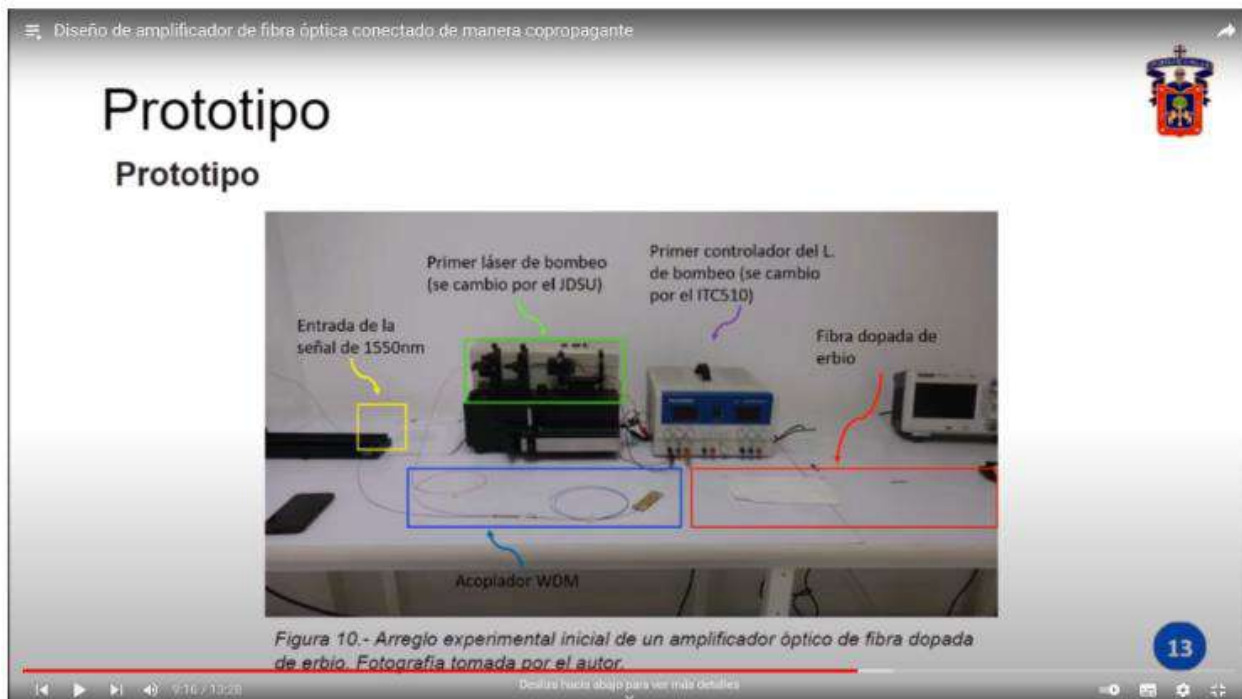 Diseño de amplificador de fibra óptica conectado de manera copropagante
Prototipo
Prototipo
Primer láser de bombeo
(se cambio por el JDSU)
Primer controlador del L.
de bombeo (se cambio
por el ITC510)
Entrada de la
señal de 1550nm
Fibra dopada de
erbio
Acoplador WDM
Figura 10.- Arreglo experimental inicial de un amplificador óptico de fibra dopada
de erbio. Fotografía tomada por el autor.
13
9:16 / 13:28
Desliza hacia abajo para ver más detalles